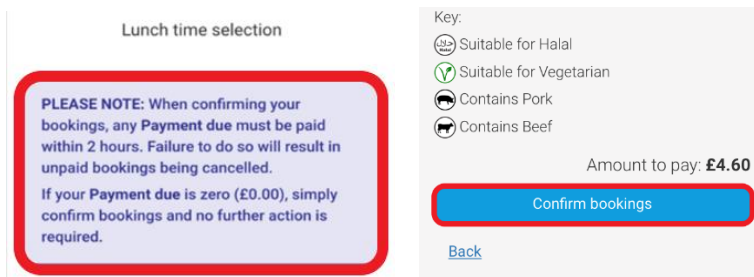 Lunch time selection
PLEASE NOTE: When confirming your
bookings, any Payment due must be paid
within 2 hours. Failure to do so will result in
unpaid bookings being cancelled.
If your Payment due is zero (£0.00), simply
confirm bookings and no further action is
required.
Key:
Suitable for Halal
Suitable for Vegetarian
Contains Pork
Contains Beef
Amount to pay: £4.60
Confirm bookings
Back